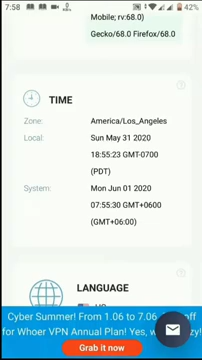 7:58
42%
Mobile; rv:68.0)
Gecko/68.0 Firefox/68.0
TIME
Zone: America/Los_Angeles
Local: Sun May 31 2020
18:55:23 GMT-0700
(PDT)
System: Mon Jun 01 2020
07:55:30 GMT+0600
(GMT+06:00)
LANGUAGE
Cyber Summer! From 1.06 to 7.06 off
for Whoer VPN Annual Plan! Yes,
Grab it now